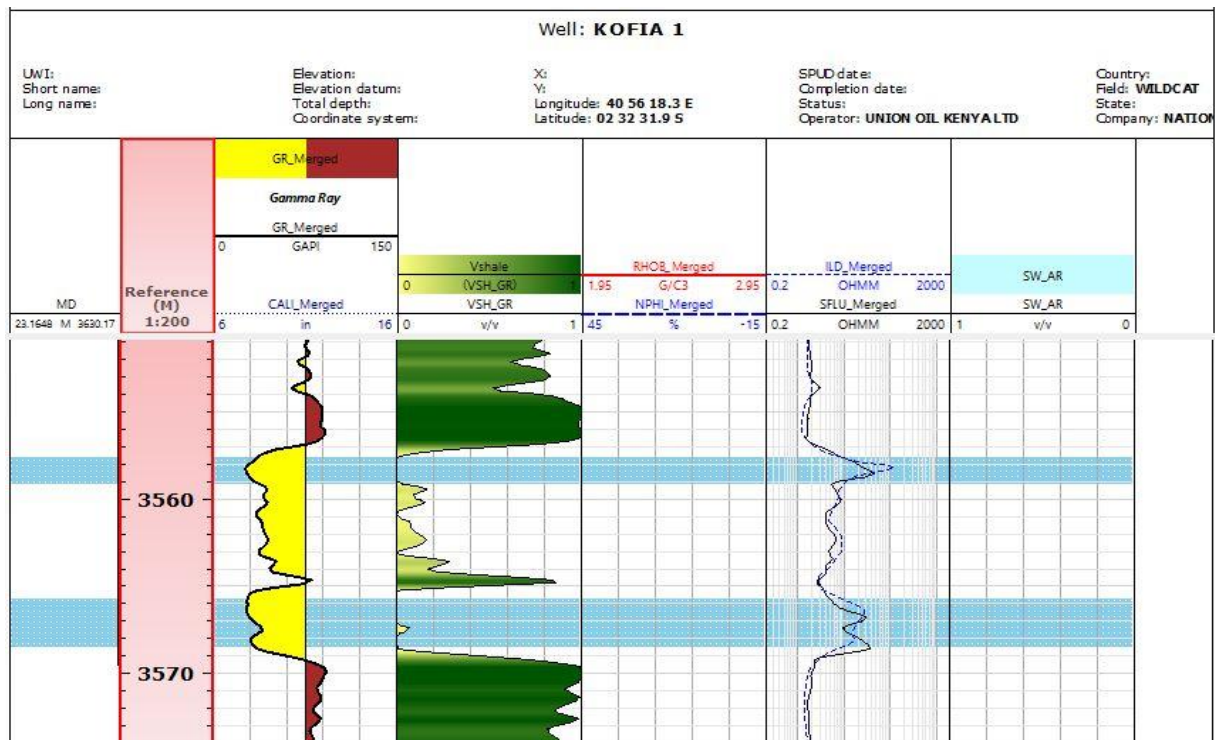 Well: KOFIA 1
UWI:
Short name:
Long name:
Elevation:
Elevation datum:
Total depth:
Coordinate system:
X:
Y:
Longitude: 40 56 18.3 E
Latitude: 02 32 31.9 S
SPUD date:
Completion date:
Status:
Operator: UNION OIL KENYA LTD
Country:
Field: WILDCAT
State:
Company: NATION
MD
23.1648 M 3630.17
Reference
(M)
1:200
GR_Merged
Gamma Ray
GR_Merged
0 GAPI 150
CALI_Merged
6 in 16
Vshale
0 (VSH_GR) 1
VSH_GR
0 v/v 1
RHOB_Merged
1.95 G/C3 2.95
NPHI_Merged
45 % -15
ILD_Merged
0.2 OHMM 2000
SFLU_Merged
0.2 OHMM 2000
SW_AR
SW_AR
1 v/v 0
3560
3570